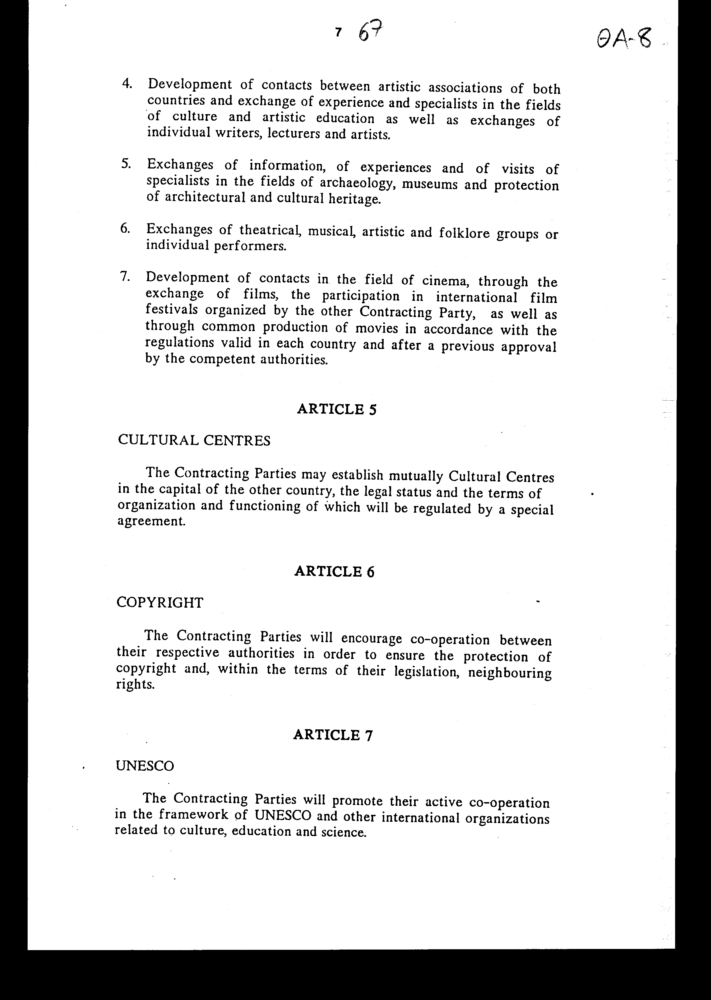 7 67 ΘA-8
4. Development of contacts between artistic associations of both
countries and exchange of experience and specialists in the fields
of culture and artistic education as well as exchanges of
individual writers, lecturers and artists.
5. Exchanges of information, of experiences and of visits of
specialists in the fields of archaeology, museums and protection
of architectural and cultural heritage.
6. Exchanges of theatrical, musical, artistic and folklore groups or
individual performers.
7. Development of contacts in the field of cinema, through the
exchange of films, the participation in international film
festivals organized by the other Contracting Party, as well as
through common production of movies in accordance with the
regulations valid in each country and after a previous approval
by the competent authorities.
ARTICLE 5
CULTURAL CENTRES
The Contracting Parties may establish mutually Cultural Centres
in the capital of the other country, the legal status and the terms of
organization and functioning of which will be regulated by a special
agreement.
ARTICLE 6
COPYRIGHT
The Contracting Parties will encourage co-operation between
their respective authorities in order to ensure the protection of
copyright and, within the terms of their legislation, neighbouring
rights.
ARTICLE 7
UNESCO
The Contracting Parties will promote their active co-operation
in the framework of UNESCO and other international organizations
related to culture, education and science.